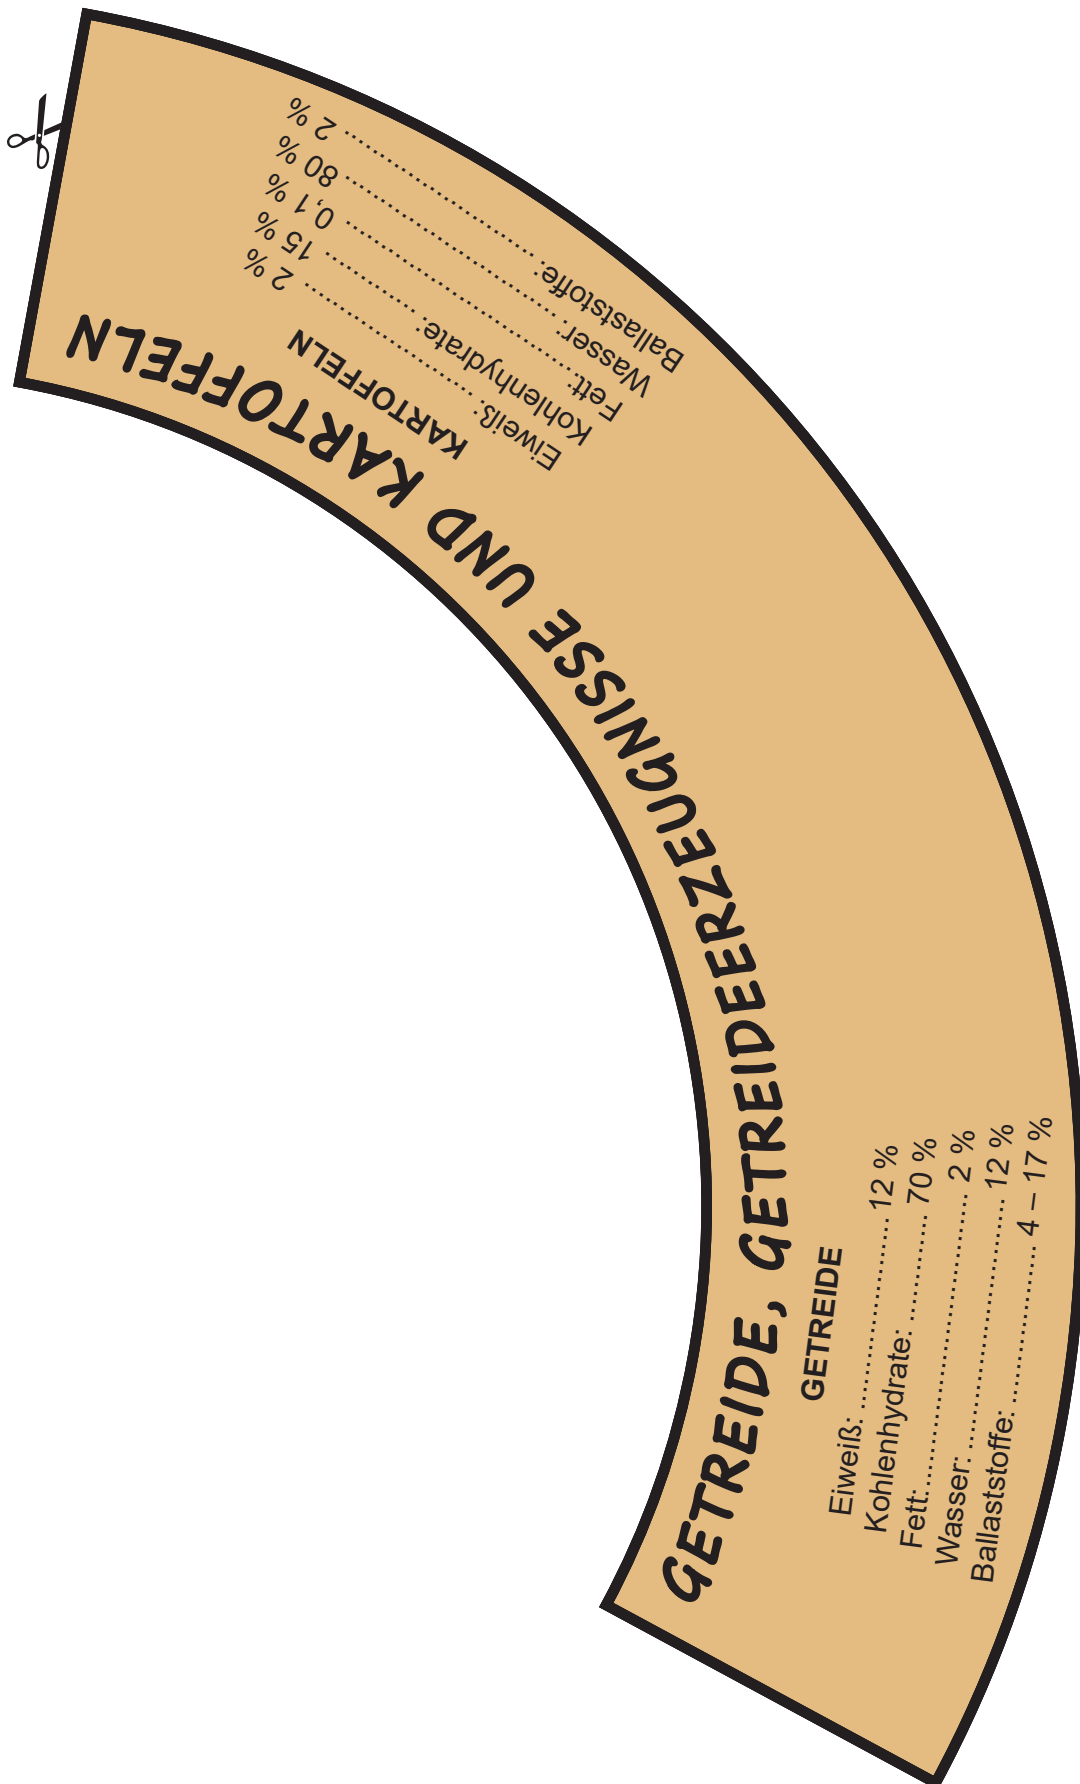 GETREIDE, GETREIDEERZEUGNISSE UND KARTOFFELN
GETREIDE
Eiweiß: ........................ 12 %
Kohlenhydrate: .............. 70 %
Fett: .................................... 2 %
Wasser: .............................. 12 %
Ballaststoffe: ................... 4 – 17 %
KARTOFFELN
Eiweiß: ........................ 2 %
Kohlenhydrate: .............. 15 %
Fett: .............................. 0,1 %
Wasser: ........................... 80 %
Ballaststoffe: ........................ 2 %